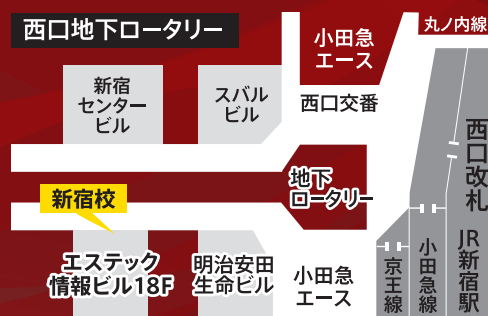 西口地下ロータリー
丸ノ内線
小田急
エース
新宿
センター
ビル
スバル
ビル
西口交番
西口改札
地下
ロータリー
新宿校
エステック
情報ビル18F
明治安田
生命ビル
小田急
エース
京王線
小田急線
JR新宿駅